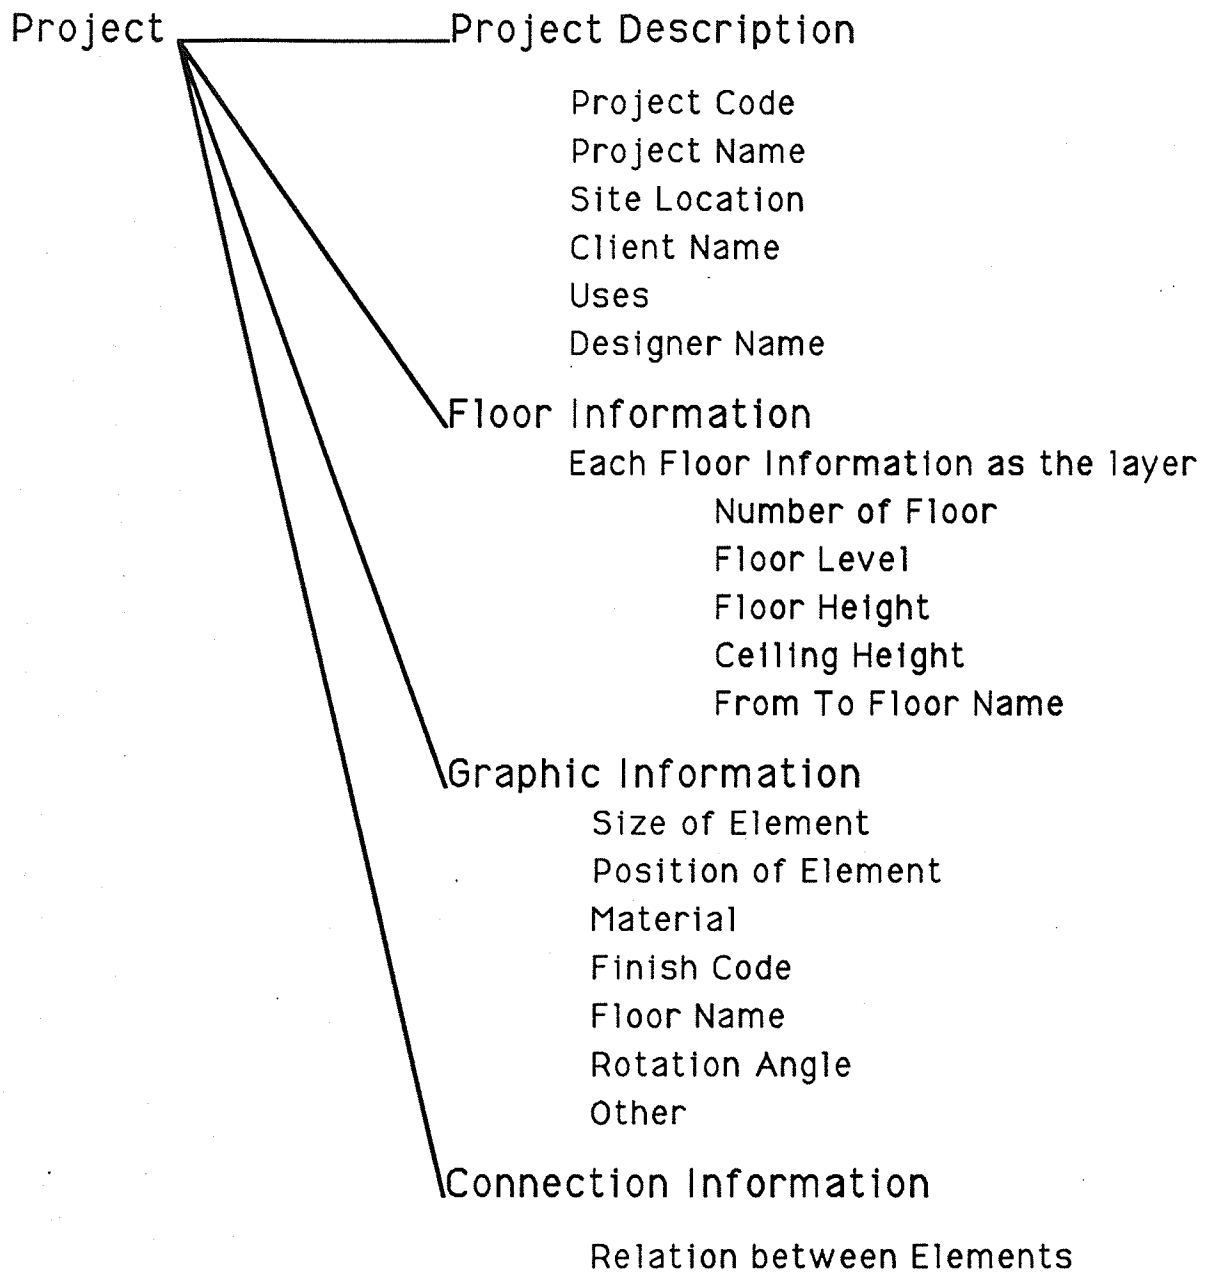 Project
Project Description
Project Code
Project Name
Site Location
Client Name
Uses
Designer Name
Floor Information
Each Floor Information as the layer
Number of Floor
Floor Level
Floor Height
Ceiling Height
From To Floor Name
Graphic Information
Size of Element
Position of Element
Material
Finish Code
Floor Name
Rotation Angle
Other
Connection Information
Relation between Elements